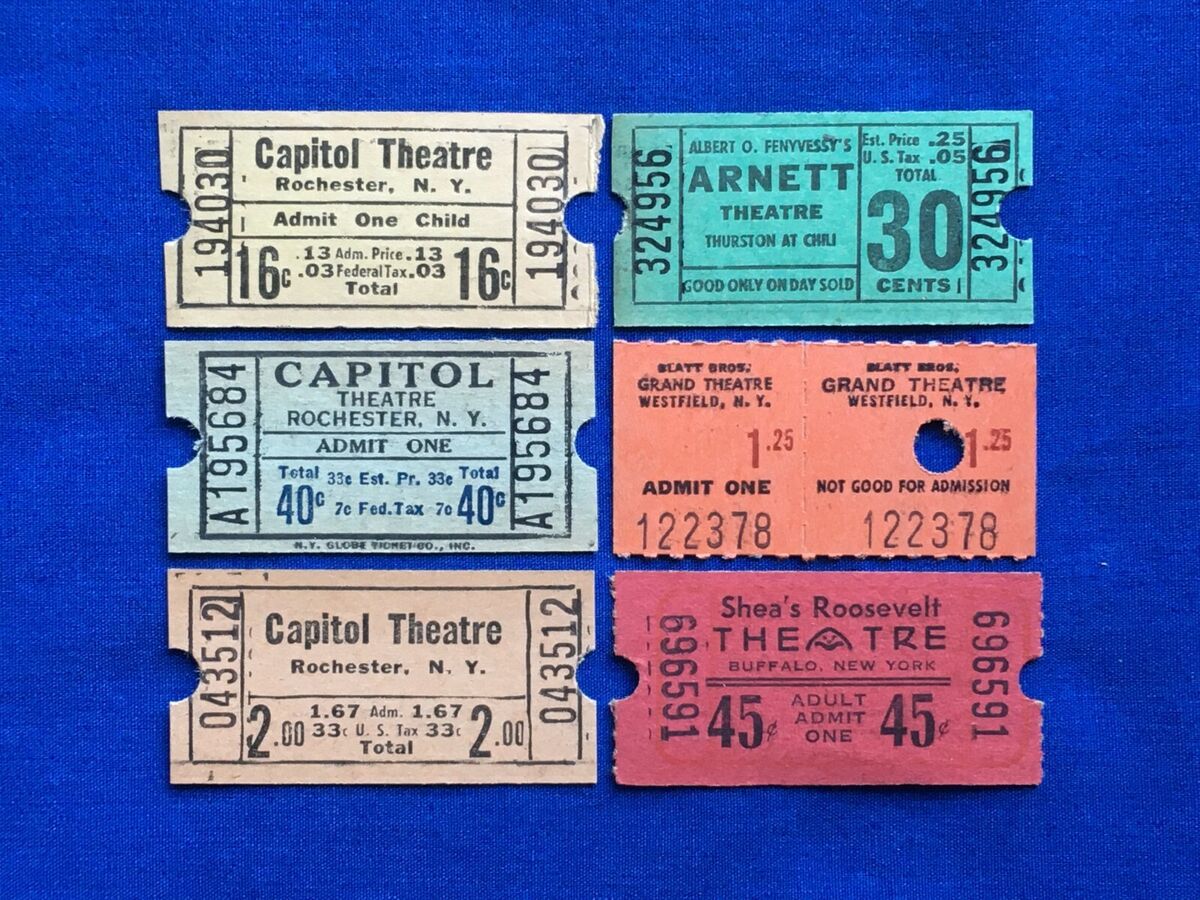 194030
Capitol Theatre
Rochester, N. Y.
Admit One Child
16c .13 Adm. Price .13 16c
.03 Federal Tax .03
Total
194030
324956
ALBERT O. FENYVESSY'S
ARNETT
THEATRE
THURSTON AT CHILI
GOOD ONLY ON DAY SOLD
Est. Price .25
U. S. Tax .05
TOTAL
30
CENTS
324956
A195684
CAPITOL
THEATRE
ROCHESTER, N. Y.
ADMIT ONE
Total 33c Est. Pr. 33c Total
40c 7c Fed. Tax 7c 40c
A195684
N.Y. GLOBE TICKET CO., INC.
BLATT BROS.
GRAND THEATRE
WESTFIELD, N. Y.
1.25
ADMIT ONE
122378
BLATT BROS.
GRAND THEATRE
WESTFIELD, N. Y.
1.25
NOT GOOD FOR ADMISSION
122378
043512
Capitol Theatre
Rochester, N. Y.
2.00 1.67 Adm. 1.67 2.00
33c U. S. Tax 33c
Total
043512
696591
Shea's Roosevelt
THEATRE
BUFFALO, NEW YORK
45¢ ADULT 45¢
ADMIT
ONE
696591